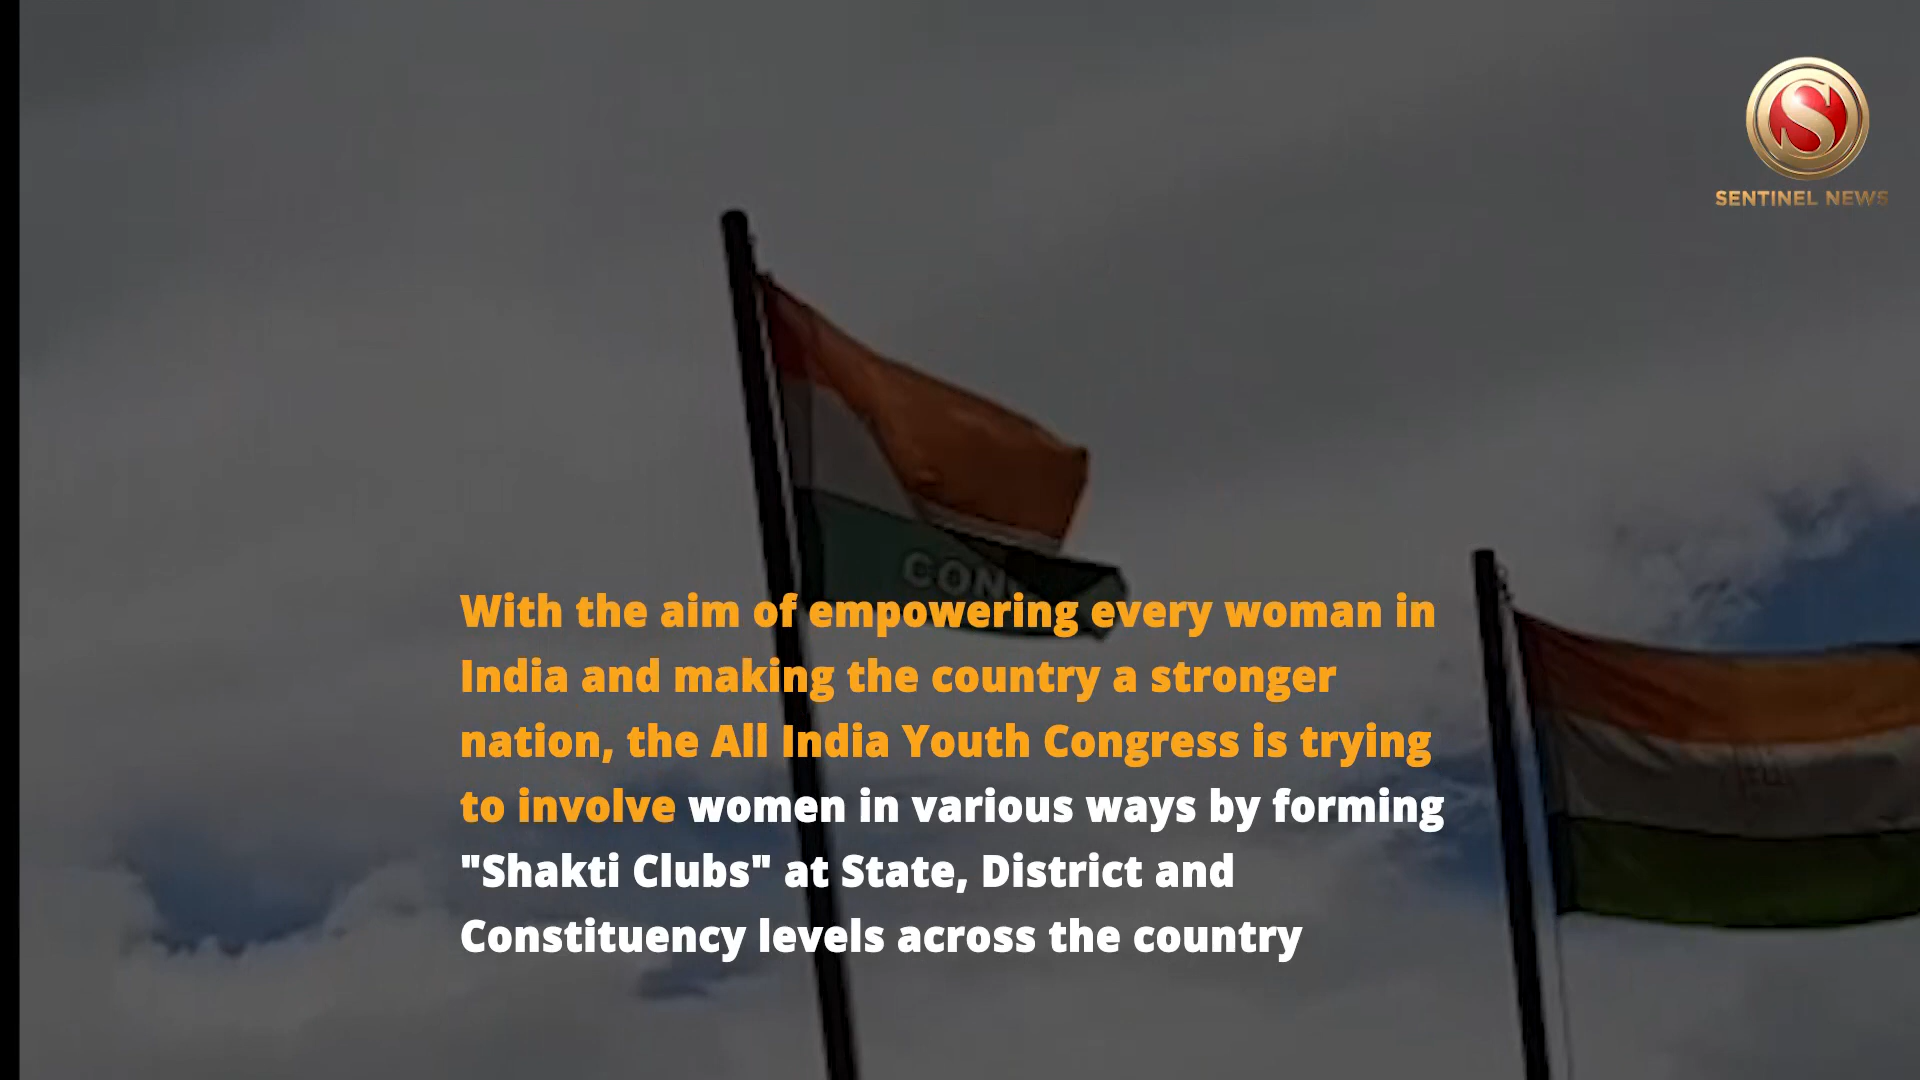 SENTINEL NEWS
CON
With the aim of empowering every woman in
India and making the country a stronger
nation, the All India Youth Congress is trying
to involve women in various ways by forming
"Shakti Clubs" at State, District and
Constituency levels across the country